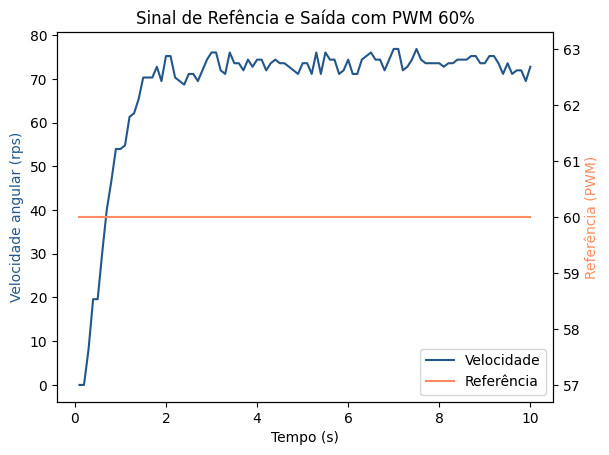 Sinal de Refência e Saída com PWM 60%
Velocidade angular (rps)
80
70
60
50
40
30
20
10
0
63
62
61
60
59
58
57
Referência (PWM)
Velocidade
Referência
0 2 4 6 8 10
Tempo (s)